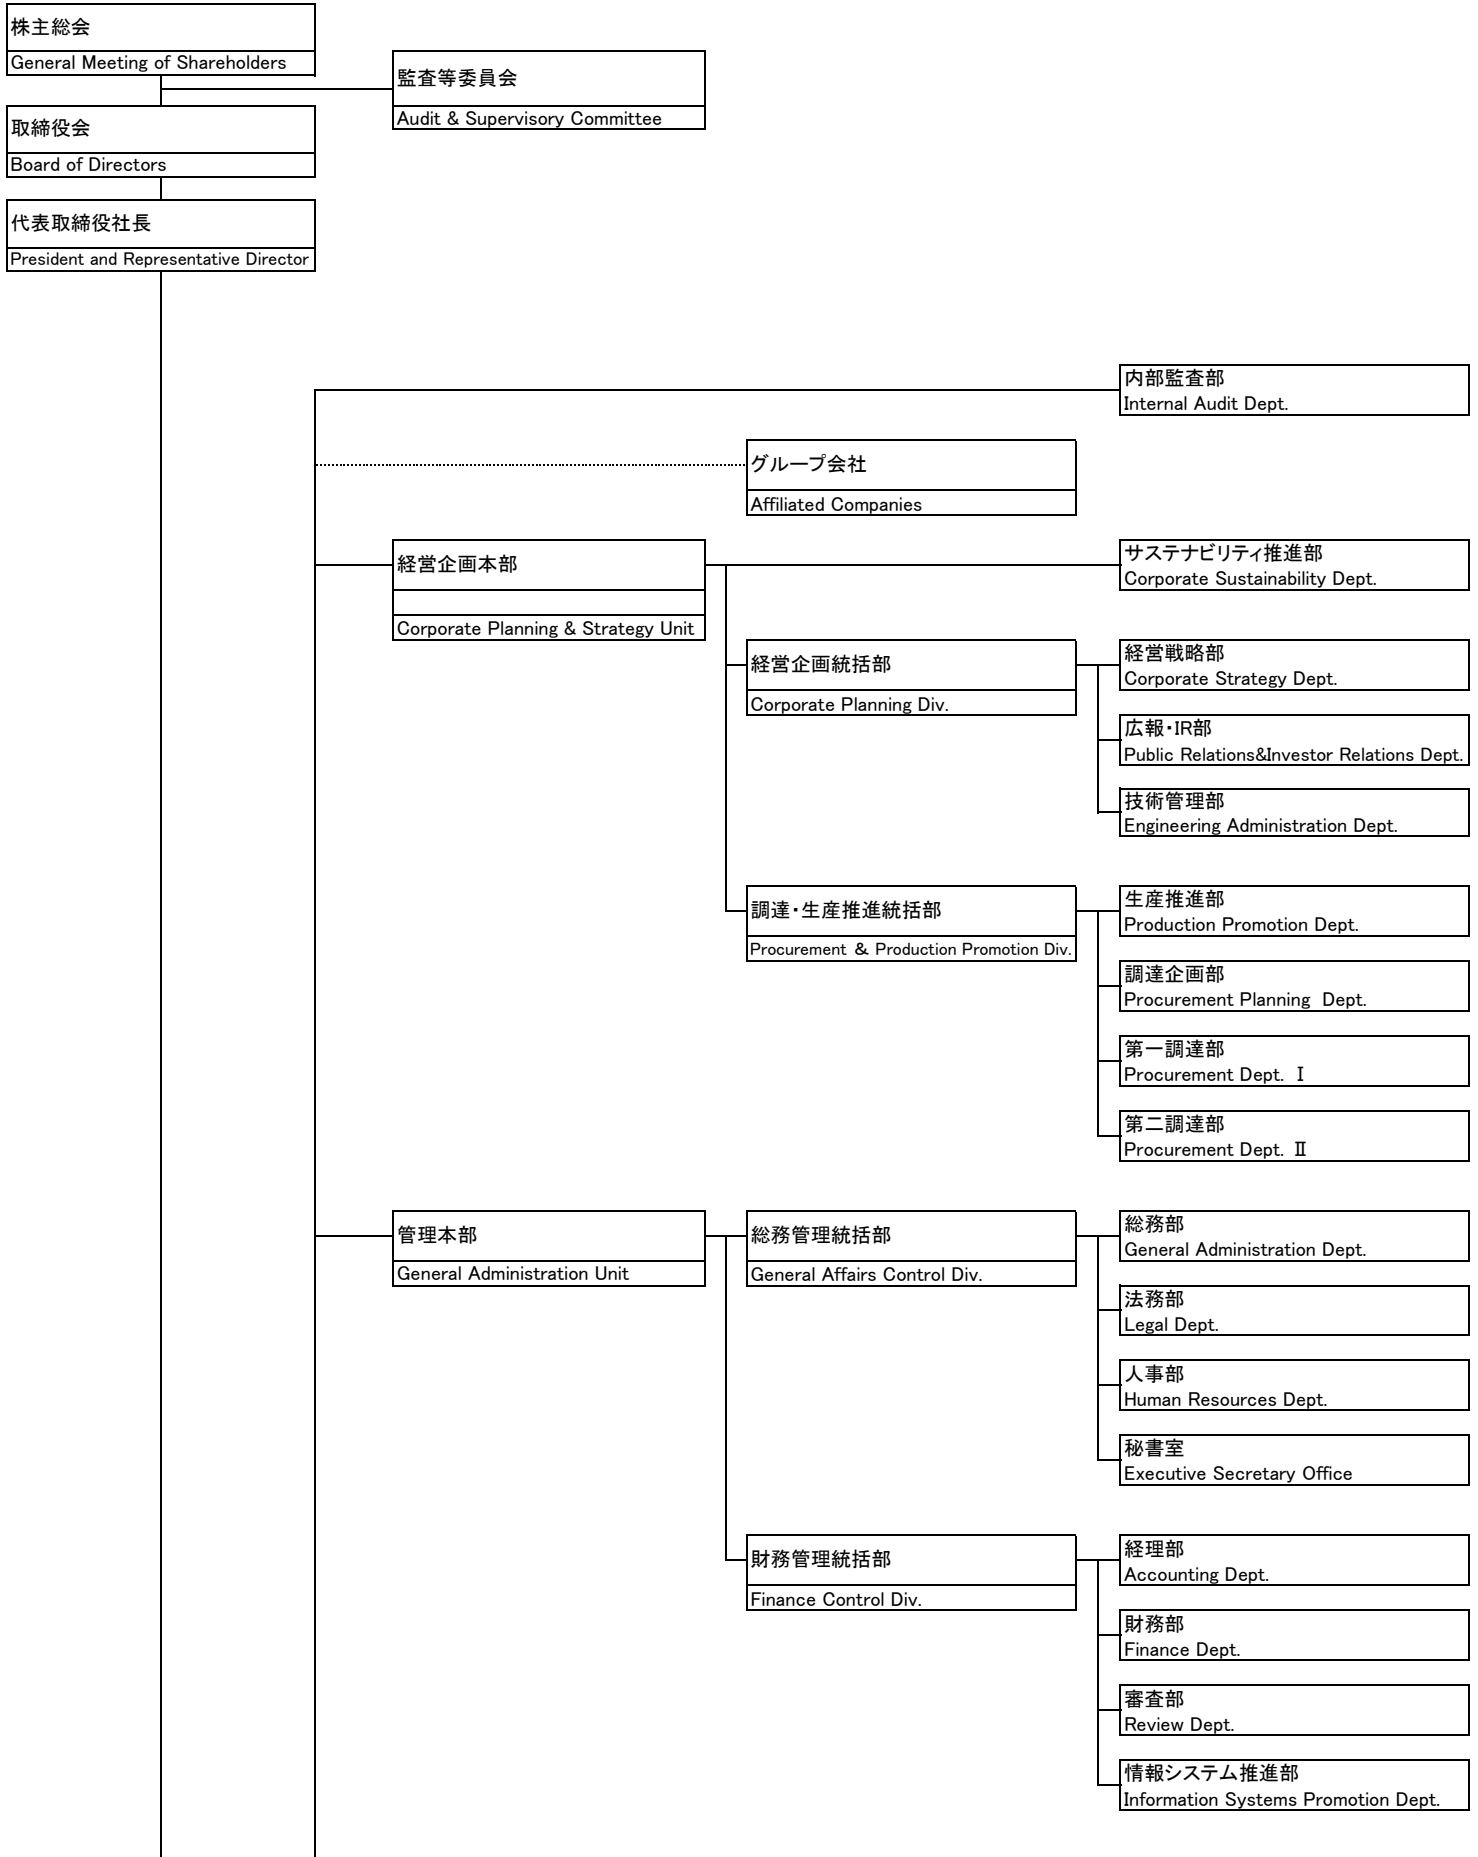 株主総会
General Meeting of Shareholders
監査等委員会
Audit & Supervisory Committee
取締役会
Board of Directors
代表取締役社長
President and Representative Director
内部監査部
Internal Audit Dept.
グループ会社
Affiliated Companies
経営企画本部
Corporate Planning & Strategy Unit
サステナビリティ推進部
Corporate Sustainability Dept.
経営企画統括部
Corporate Planning Div.
経営戦略部
Corporate Strategy Dept.
広報・IR部
Public Relations&Investor Relations Dept.
技術管理部
Engineering Administration Dept.
調達・生産推進統括部
Procurement & Production Promotion Div.
生産推進部
Production Promotion Dept.
調達企画部
Procurement Planning Dept.
第一調達部
Procurement Dept. Ⅰ
第二調達部
Procurement Dept. Ⅱ
管理本部
General Administration Unit
総務管理統括部
General Affairs Control Div.
総務部
General Administration Dept.
法務部
Legal Dept.
人事部
Human Resources Dept.
秘書室
Executive Secretary Office
財務管理統括部
Finance Control Div.
経理部
Accounting Dept.
財務部
Finance Dept.
審査部
Review Dept.
情報システム推進部
Information Systems Promotion Dept.